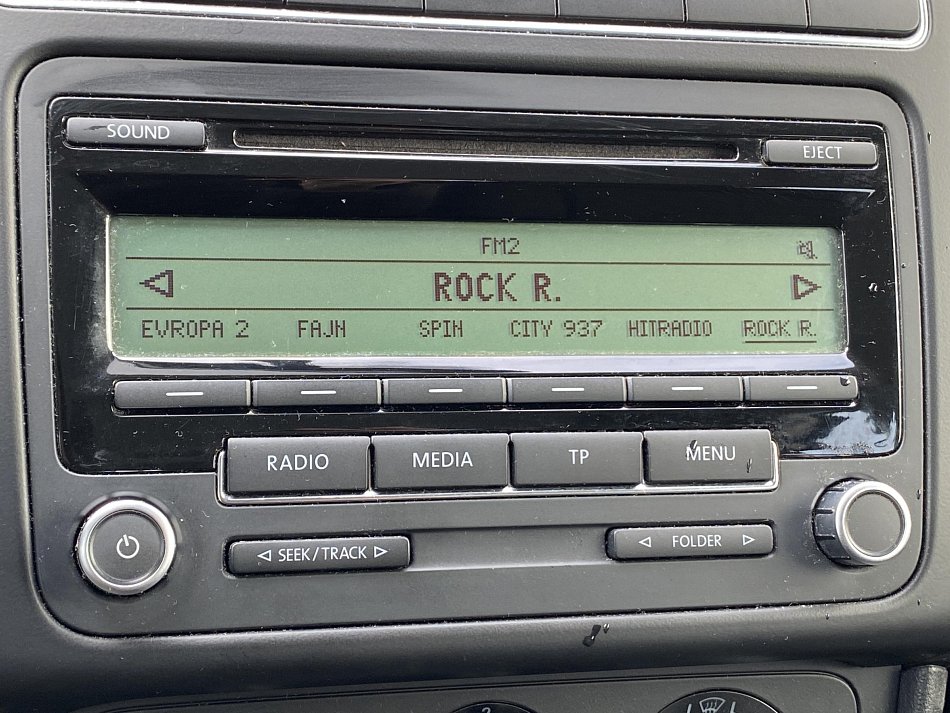 SOUND
EJECT
FM2
ROCK R.
EVROPA 2 FAJN SPIN CITY 937 HITRADIO ROCK R.
RADIO MEDIA TP MENU
SEEK / TRACK
FOLDER
2